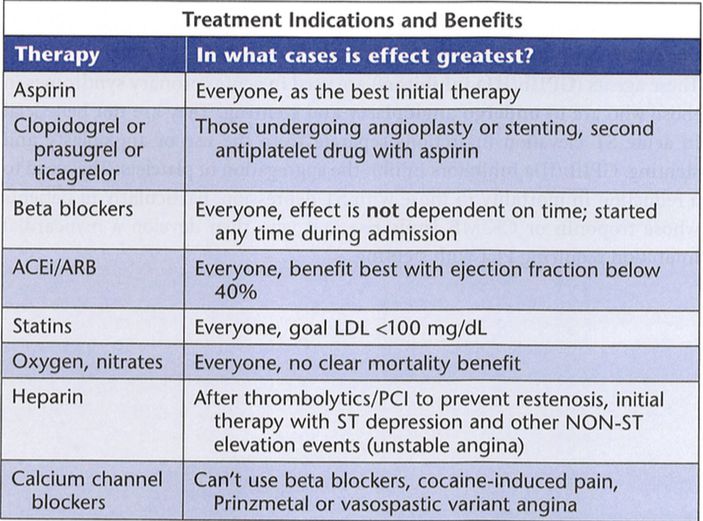 Treatment Indications and Benefits
Therapy In what cases is effect greatest?
Aspirin Everyone, as the best initial therapy
Clopidogrel or
prasugrel or
ticagrelor
Those undergoing angioplasty or stenting, second
antiplatelet drug with aspirin
Beta blockers Everyone, effect is not dependent on time; started
any time during admission
ACEi/ARB Everyone, benefit best with ejection fraction below
40%
Statins Everyone, goal LDL <100 mg/dL
Oxygen, nitrates Everyone, no clear mortality benefit
Heparin After thrombolytics/PCI to prevent restenosis, initial
therapy with ST depression and other NON-ST
elevation events (unstable angina)
Calcium channel
blockers
Can't use beta blockers, cocaine-induced pain,
Prinzmetal or vasospastic variant angina